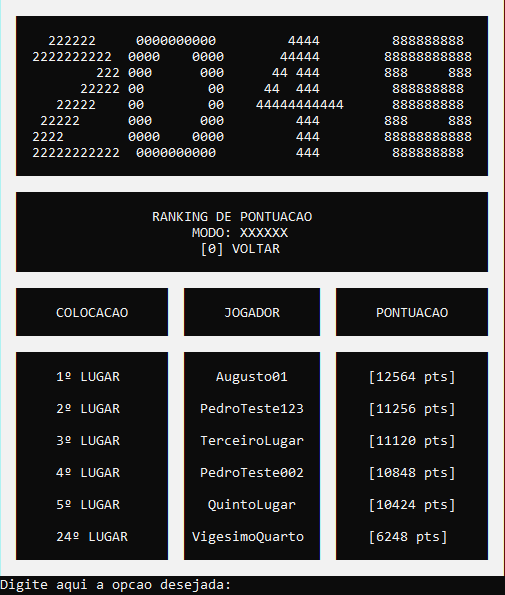 222222     0000000000         4444         888888888
2222222222  0000    0000       44444        88888888888
222 000      000      44 444        888     888
22222 00        00     44  444         888888888
22222    00        00    44444444444      888888888
22222     000      000         444        888     888
2222        0000    0000         444        88888888888
22222222222  0000000000          444         888888888
RANKING DE PONTUACAO
MODO: XXXXXX
[0] VOLTAR
COLOCACAO JOGADOR PONTUACAO
1º LUGAR Augusto01 [12564 pts]
2º LUGAR PedroTeste123 [11256 pts]
3º LUGAR TerceiroLugar [11120 pts]
4º LUGAR PedroTeste002 [10848 pts]
5º LUGAR QuintoLugar [10424 pts]
24º LUGAR VigesimoQuarto [6248 pts]
Digite aqui a opcao desejada: